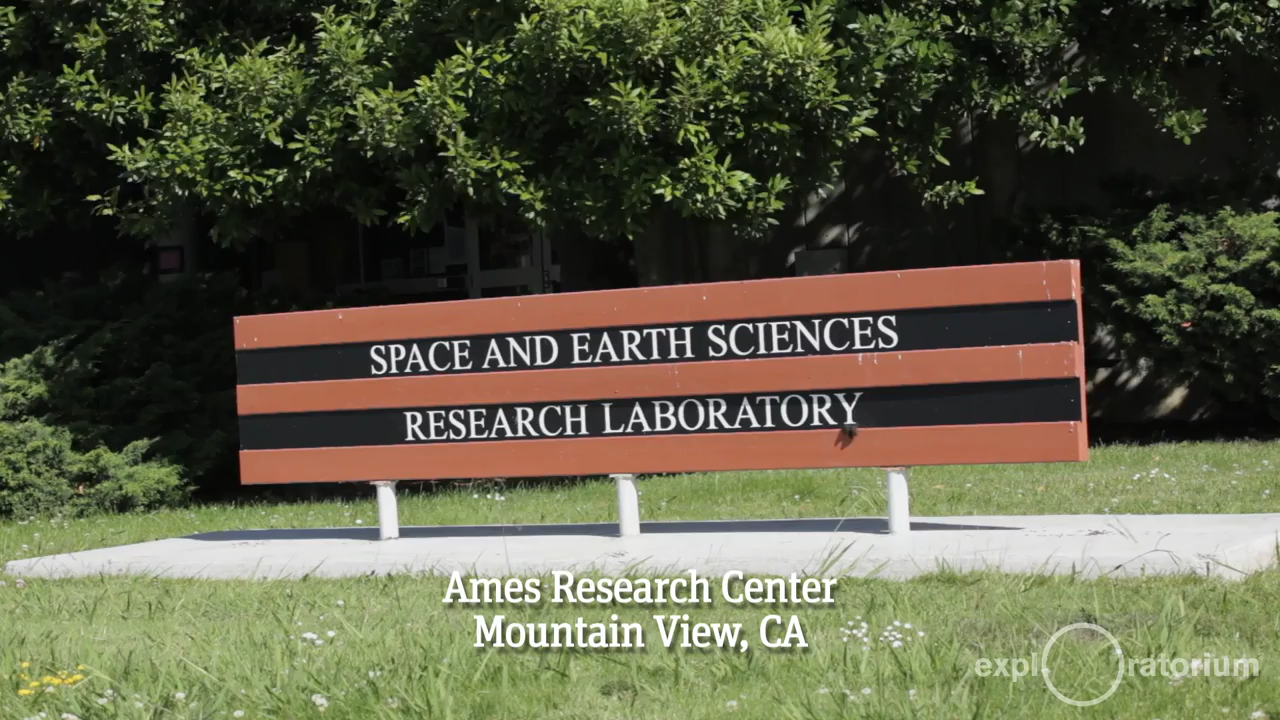 SPACE AND EARTH SCIENCES
RESEARCH LABORATORY
Ames Research Center
Mountain View, CA
exploratorium